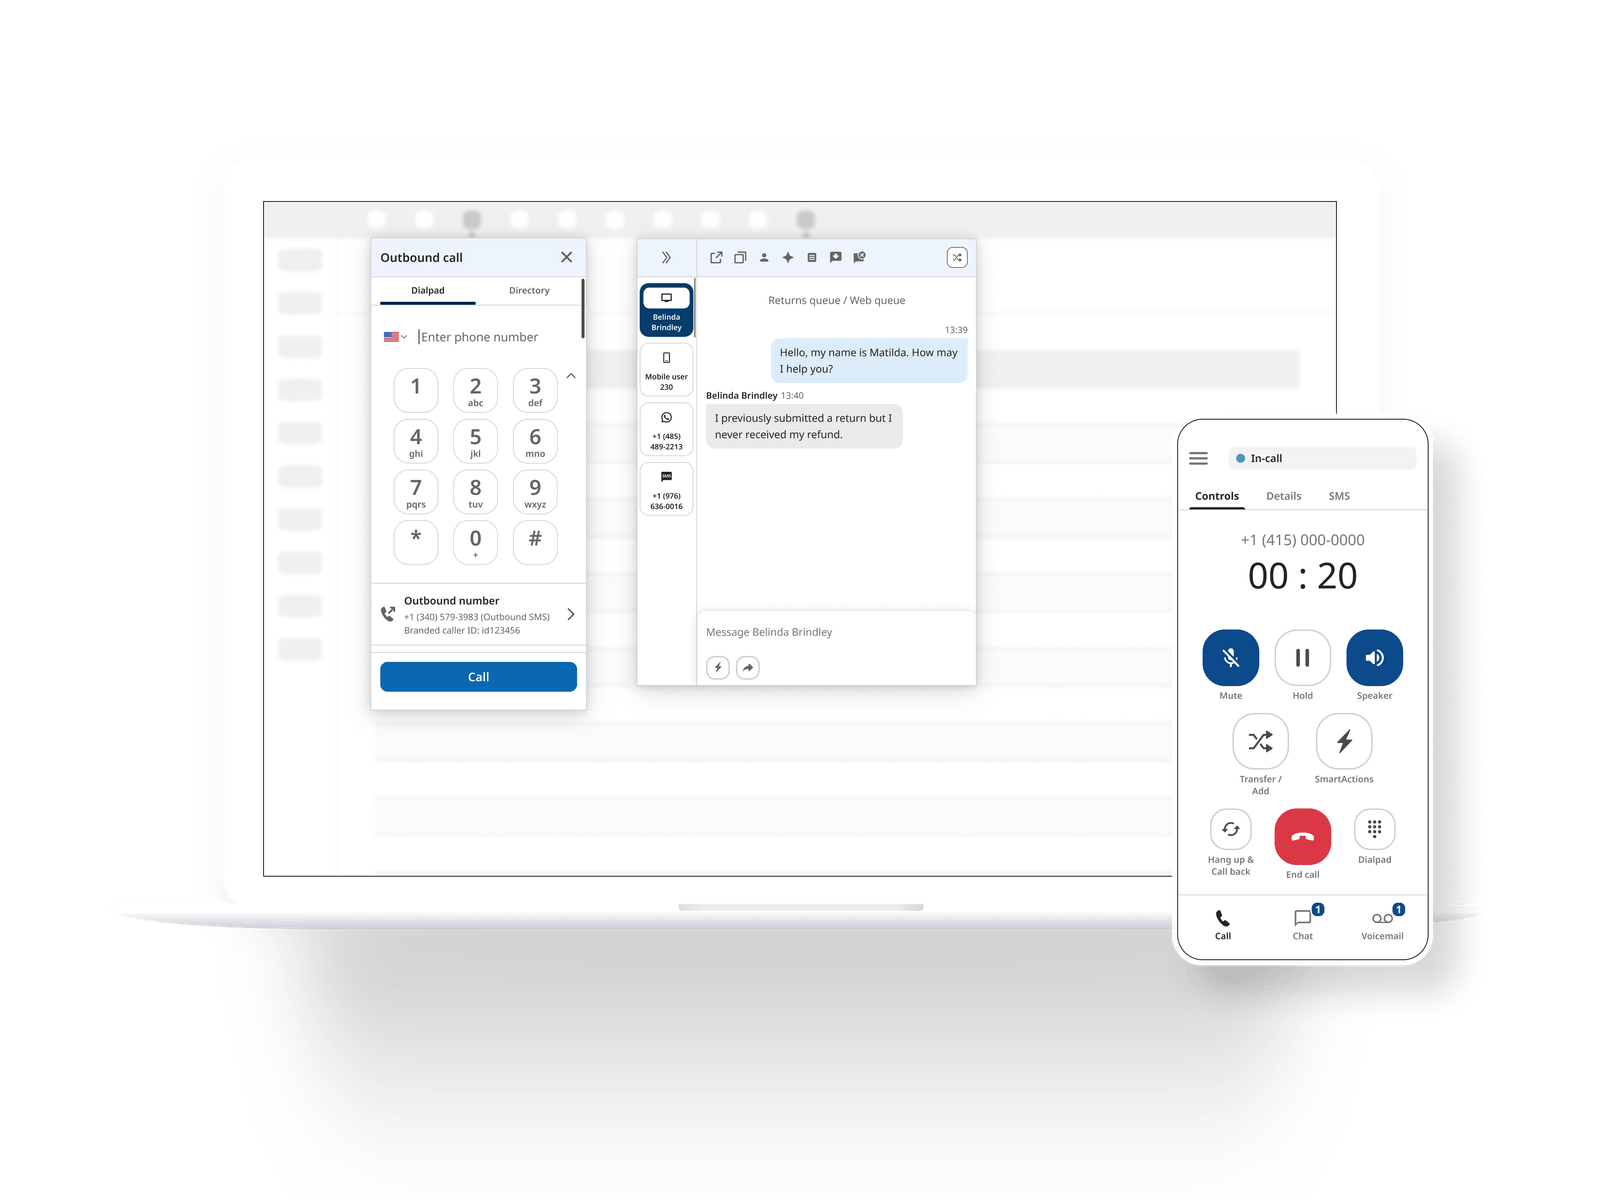 Outbound call
Dialpad
Directory
Enter phone number
1
2
abc
3
def
4
ghi
5
jkl
6
mno
7
pqrs
8
tuv
9
wxyz
*
0
+
#
Outbound number
+1 (340) 579-3983 (Outbound SMS)
Branded caller ID: id123456
Call
Belinda
Brindley
Mobile user
230
+1 (485)
489-2213
SMS
+1 (976)
636-0016
Returns queue / Web queue
13:39
Hello, my name is Matilda. How may
I help you?
Belinda Brindley 13:40
I previously submitted a return but I
never received my refund.
Message Belinda Brindley
In-call
Controls
Details
SMS
+1 (415) 000-0000
00 : 20
Mute
Hold
Speaker
Transfer /
Add
SmartActions
Hang up &
Call back
End call
Dialpad
Call
1
Chat
1
Voicemail